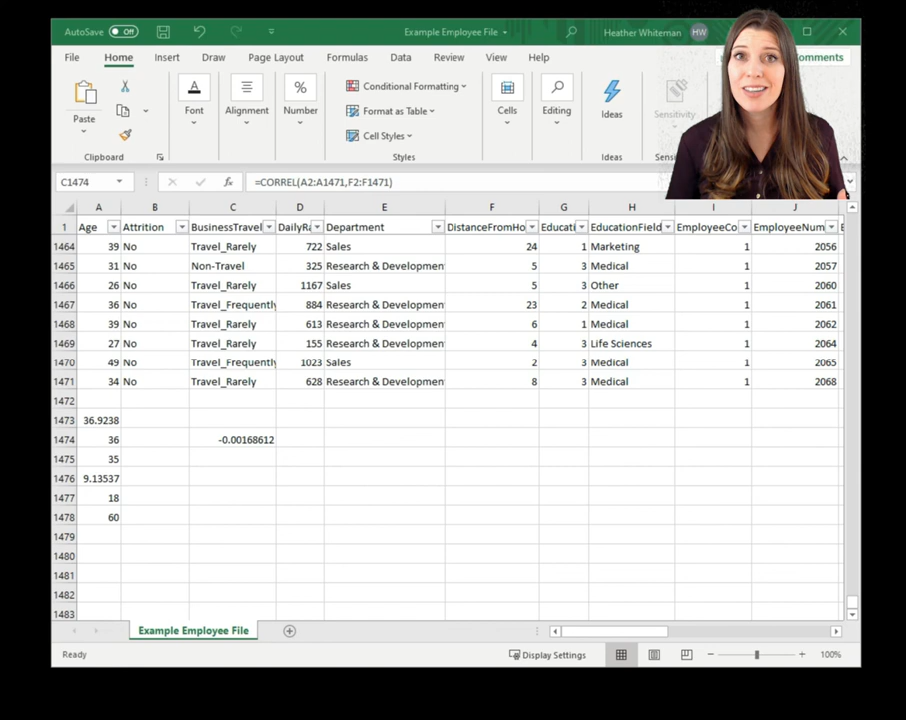 AutoSave Off Example Employee File Heather Whiteman HW
File Home Insert Draw Page Layout Formulas Data Review View Help Comments
Paste
Clipboard
Font
Alignment
%
Number
Conditional Formatting
Format as Table
Cell Styles
Styles
Cells
Editing
Ideas
Ideas
Sensitivity
C1474 fx =CORREL(A2:A1471,F2:F1471)
A B C D E F G H I J
1 Age Attrition BusinessTravel DailyRa Department DistanceFromHo Educati EducationField EmployeeCo EmployeeNum
1464 39 No Travel_Rarely 722 Sales 24 1 Marketing 1 2056
1465 31 No Non-Travel 325 Research & Developmen 5 3 Medical 1 2057
1466 26 No Travel_Rarely 1167 Sales 5 3 Other 1 2060
1467 36 No Travel_Frequently 884 Research & Developmen 23 2 Medical 1 2061
1468 39 No Travel_Rarely 613 Research & Developmen 6 1 Medical 1 2062
1469 27 No Travel_Rarely 155 Research & Developmen 4 3 Life Sciences 1 2064
1470 49 No Travel_Frequently 1023 Sales 2 3 Medical 1 2065
1471 34 No Travel_Rarely 628 Research & Developmen 8 3 Medical 1 2068
1472
1473 36.9238
1474 36 -0.00168612
1475 35
1476 9.13537
1477 18
1478 60
1479
1480
1481
1482
1483
Example Employee File
Ready Display Settings 100%